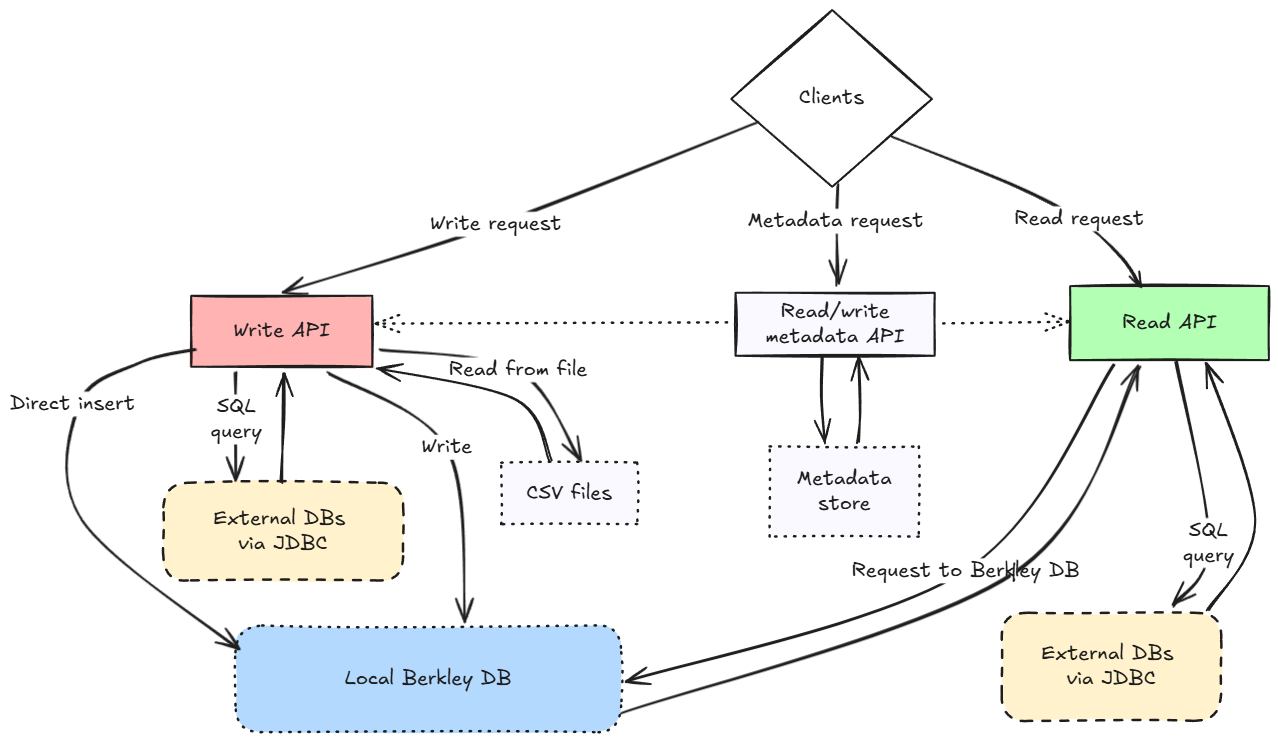 Clients
Write request
Metadata request
Read request
Write API
Read/write
metadata API
Read API
Direct insert
SQL
query
Read from file
Write
CSV files
Metadata
store
External DBs
via JDBC
Request to Berkley DB
SQL
query
Local Berkley DB
External DBs
via JDBC